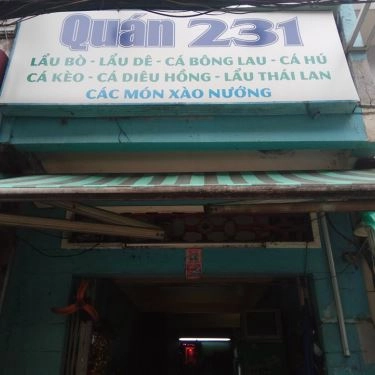 Quán 231
LẨU BÒ - LẨU DÊ - CÁ BÔNG LAU - CÁ HÚ
CÁ KÈO - CÁ DIÊU HỒNG - LẨU THÁI LAN
CÁC MÓN XÀO NƯỚNG